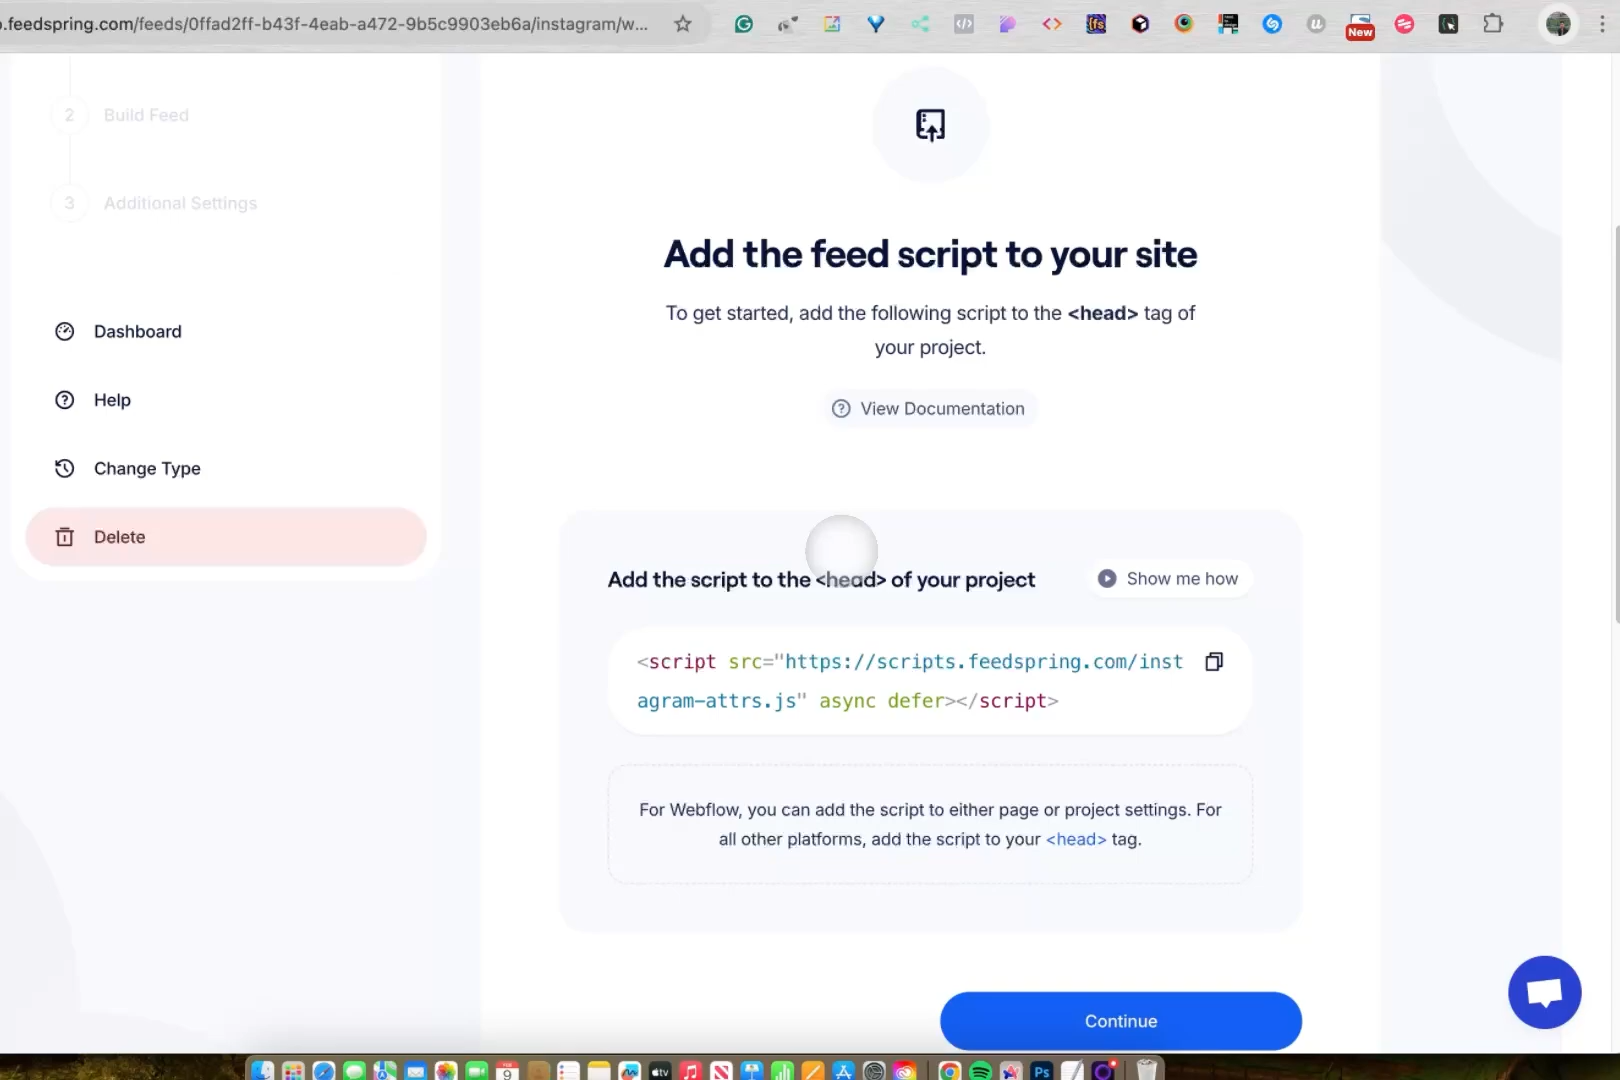 o.feedspring.com/feeds/0ffad2ff-b43f-4eab-a472-9b5c9903eb6a/instagram/w...
New
2 Build Feed
3 Additional Settings
Dashboard
Help
Change Type
Delete
Add the feed script to your site
To get started, add the following script to the <head> tag of
your project.
View Documentation
Add the script to the <head> of your project
Show me how
<script src="https://scripts.feedspring.com/inst
agram-attrs.js" async defer></script>
For Webflow, you can add the script to either page or project settings. For
all other platforms, add the script to your <head> tag.
Continue
9
tv
Ps